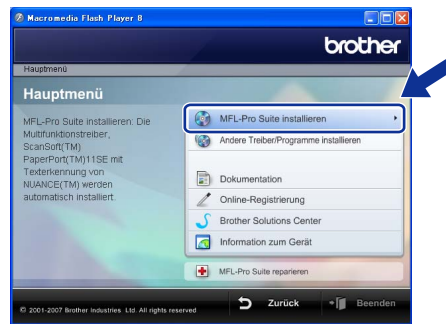 Macromedia Flash Player 8
brother
Hauptmenü
Hauptmenü
MFL-Pro Suite installieren: Die
Multifunktionstreiber,
ScanSoft(TM)
PaperPort(TM)11SE mit
Texterkennung von
NUANCE(TM) werden
automatisch installiert.
MFL-Pro Suite installieren
Andere Treiber/Programme installieren
Dokumentation
Online-Registrierung
Brother Solutions Center
Information zum Gerät
MFL-Pro Suite reparieren
© 2001-2007 Brother Industries Ltd. All rights reserved
Zurück
Beenden